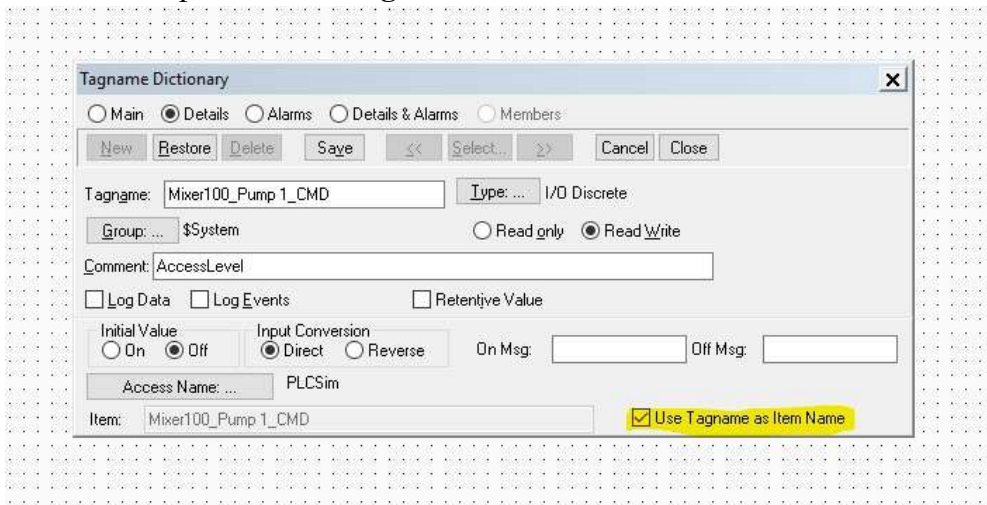 Tagname Dictionary
Main Details Alarms Details & Alarms Members
New Restore Delete Save << Select... >> Cancel Close
Tagname: Mixer100_Pump 1_CMD Type: ... I/O Discrete
Group: ... $System Read only Read Write
Comment: AccessLevel
Log Data Log Events Retentive Value
Initial Value Input Conversion
On Off Direct Reverse On Msg: Off Msg:
Access Name: ... PLCSim
Item: Mixer100_Pump 1_CMD Use Tagname as Item Name